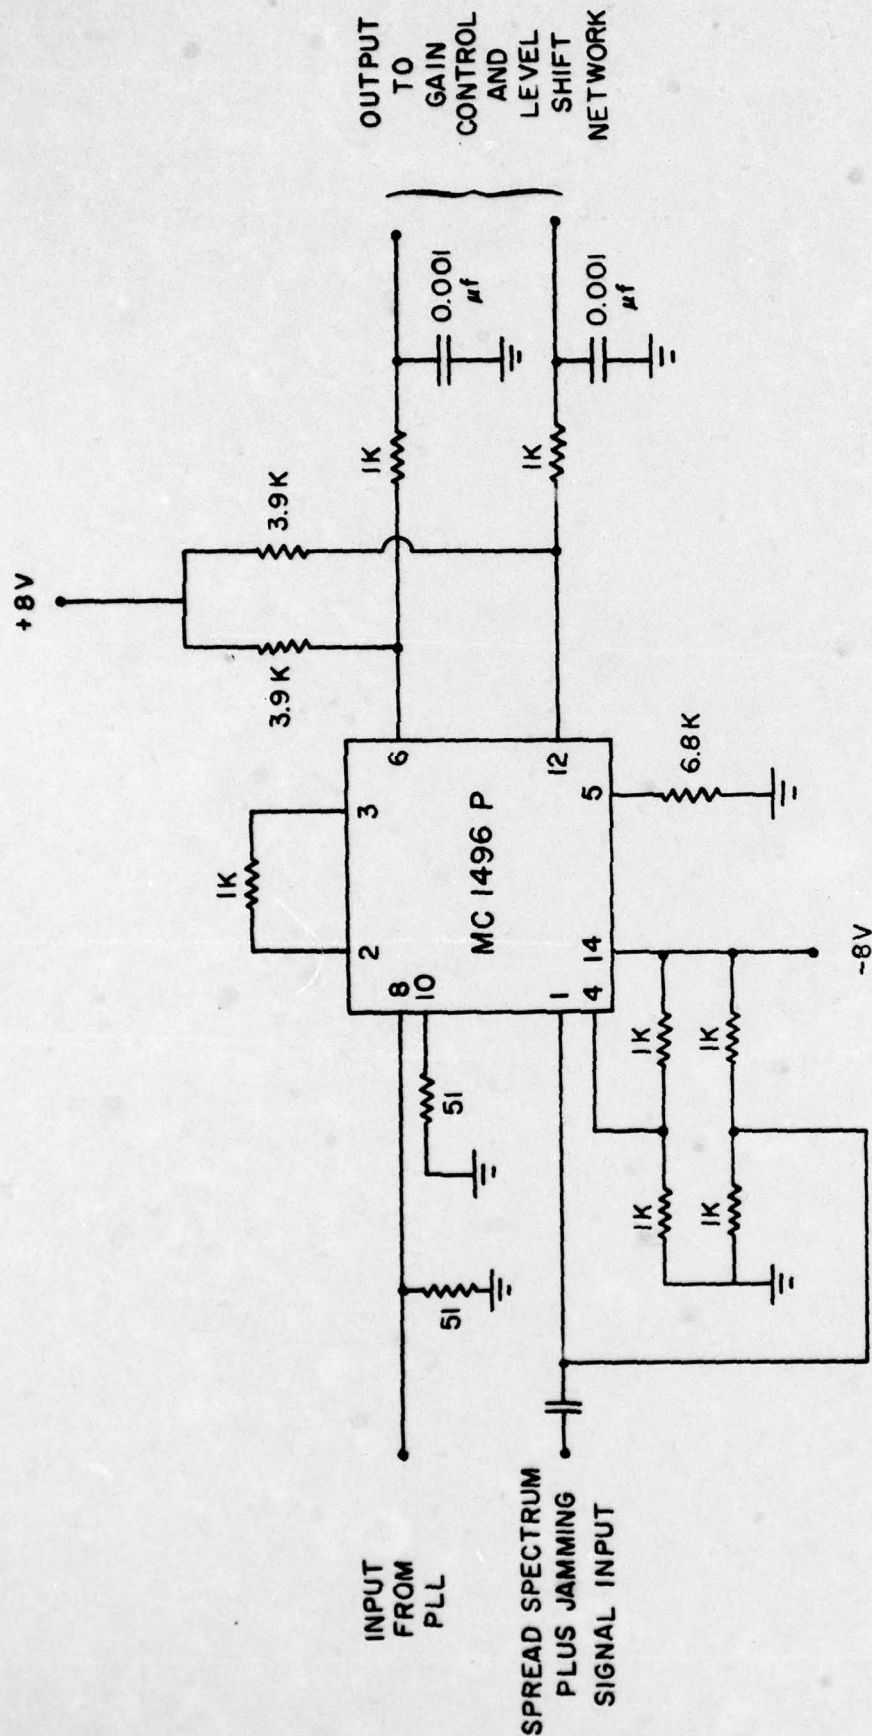 +8V
3.9K
3.9K
1K
2
3
8
10
6
MC 1496 P
1
4
14
5
12
INPUT
FROM
PLL
51
51
SPREAD SPECTRUM
PLUS JAMMING
SIGNAL INPUT
1K
1K
1K
1K
-8V
6.8K
1K
0.001
µf
1K
0.001
µf
OUTPUT
TO
GAIN
CONTROL
AND
LEVEL
SHIFT
NETWORK